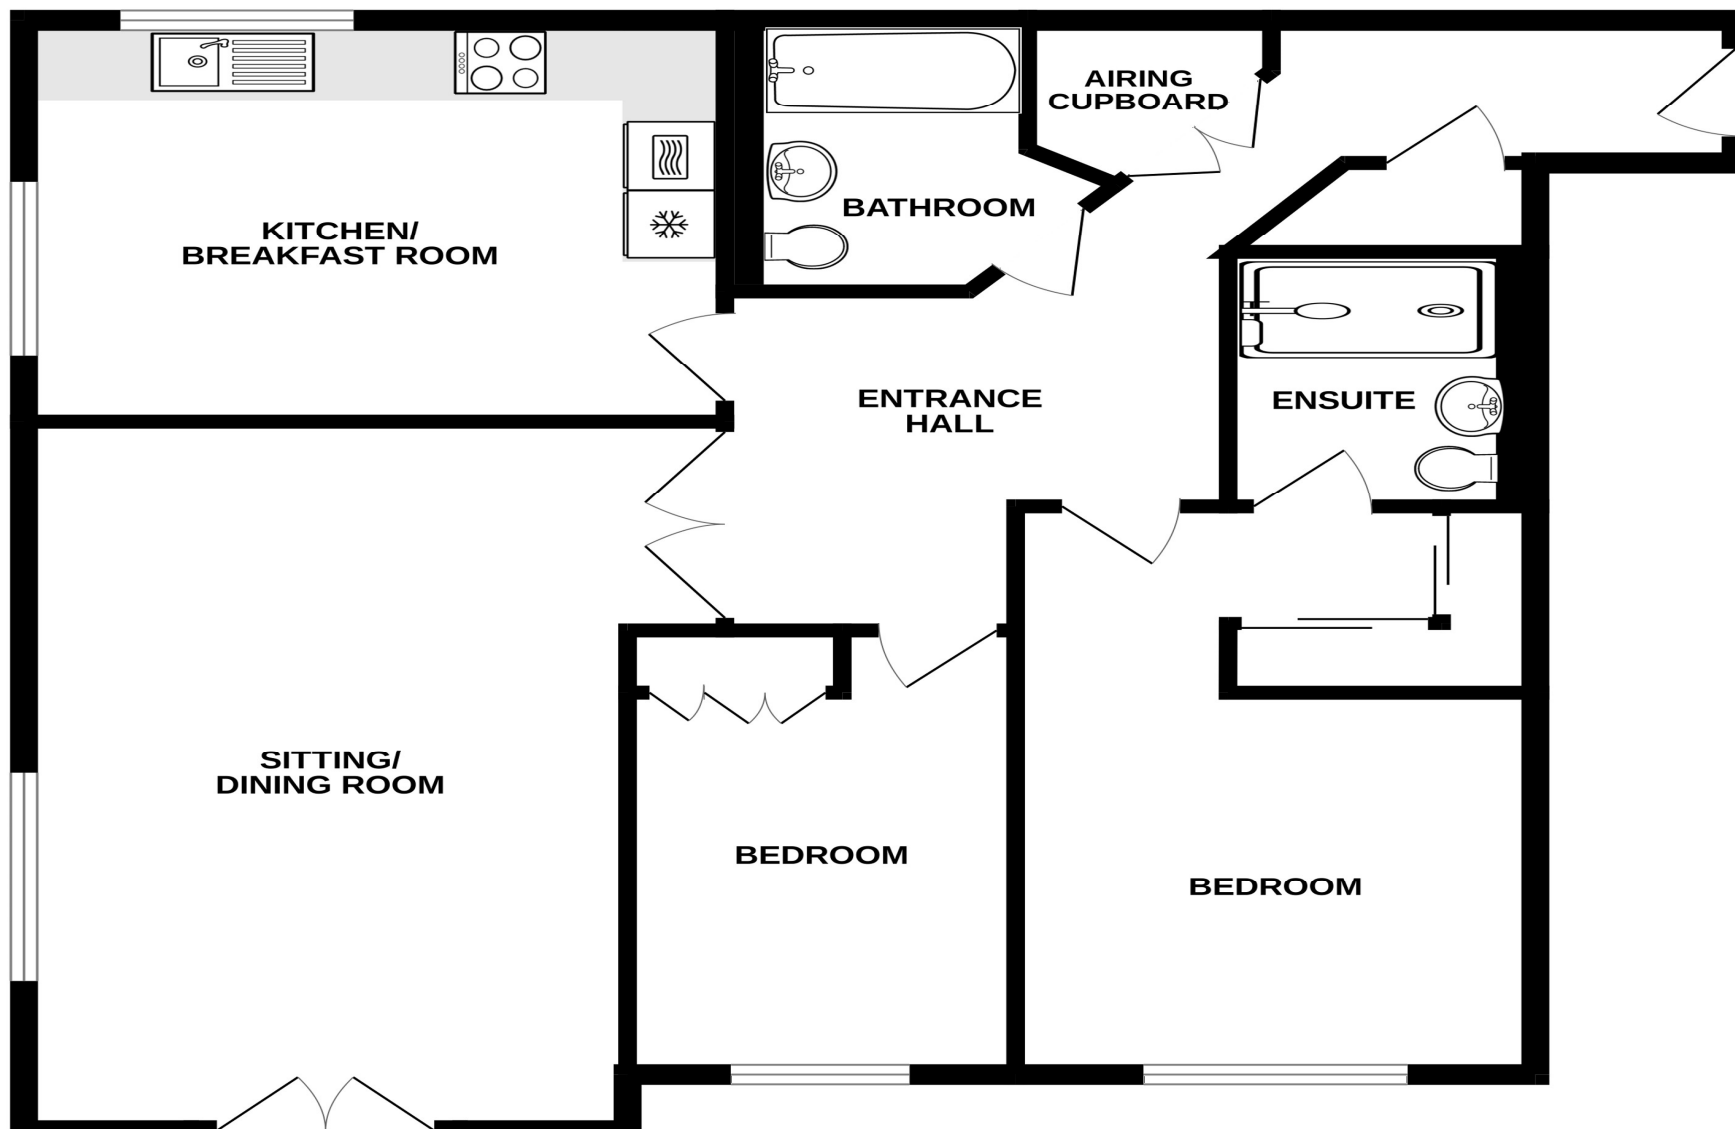 AIRING
CUPBOARD
BATHROOM
KITCHEN/
BREAKFAST ROOM
ENTRANCE
HALL
ENSUITE
SITTING/
DINING ROOM
BEDROOM
BEDROOM